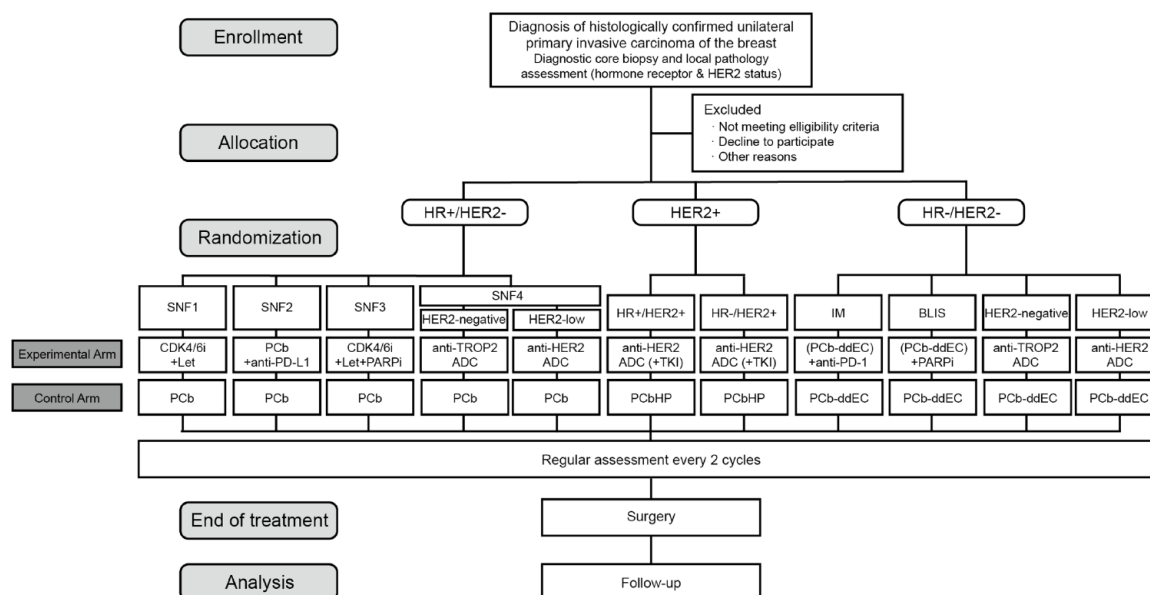 Enrollment
Diagnosis of histologically confirmed unilateral
primary invasive carcinoma of the breast
Diagnostic core biopsy and local pathology
assessment (hormone receptor & HER2 status)
Excluded
· Not meeting elligibility criteria
· Decline to participate
· Other reasons
Allocation
HR+/HER2-
HER2+
HR-/HER2-
Randomization
SNF1
SNF2
SNF3
SNF4
HER2-negative
HER2-low
HR+/HER2+
HR-/HER2+
IM
BLIS
HER2-negative
HER2-low
Experimental Arm
CDK4/6i
+Let
PCb
+anti-PD-L1
CDK4/6i
+Let+PARPi
anti-TROP2
ADC
anti-HER2
ADC
anti-HER2
ADC (+TKI)
anti-HER2
ADC (+TKI)
(PCb-ddEC)
+anti-PD-1
(PCb-ddEC)
+PARPi
anti-TROP2
ADC
anti-HER2
ADC
Control Arm
PCb
PCb
PCb
PCb
PCb
PCbHP
PCbHP
PCb-ddEC
PCb-ddEC
PCb-ddEC
PCb-ddEC
Regular assessment every 2 cycles
End of treatment
Surgery
Analysis
Follow-up